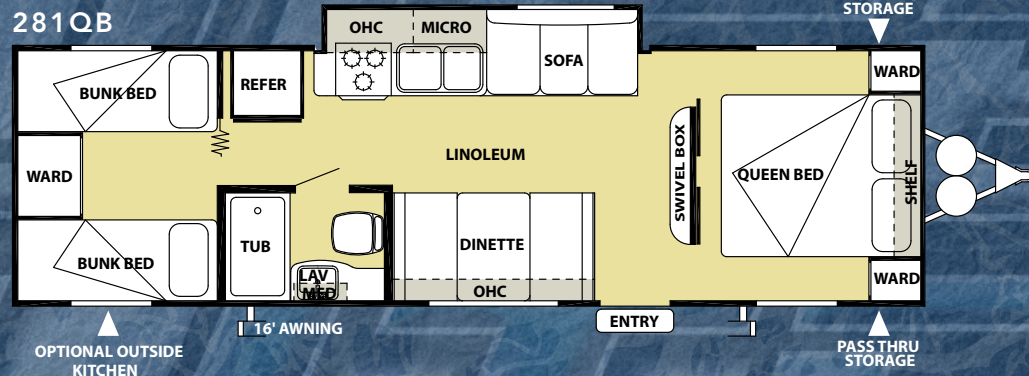 281QB
STORAGE
OHC
MICRO
SOFA
WARD
BUNK BED
REFER
LINOLEUM
SWIVEL BOX
QUEEN BED
SHELF
WARD
TUB
DINETTE
BUNK BED
LAV
MED
OHC
WARD
16' AWNING
ENTRY
OPTIONAL OUTSIDE
KITCHEN
PASS THRU
STORAGE